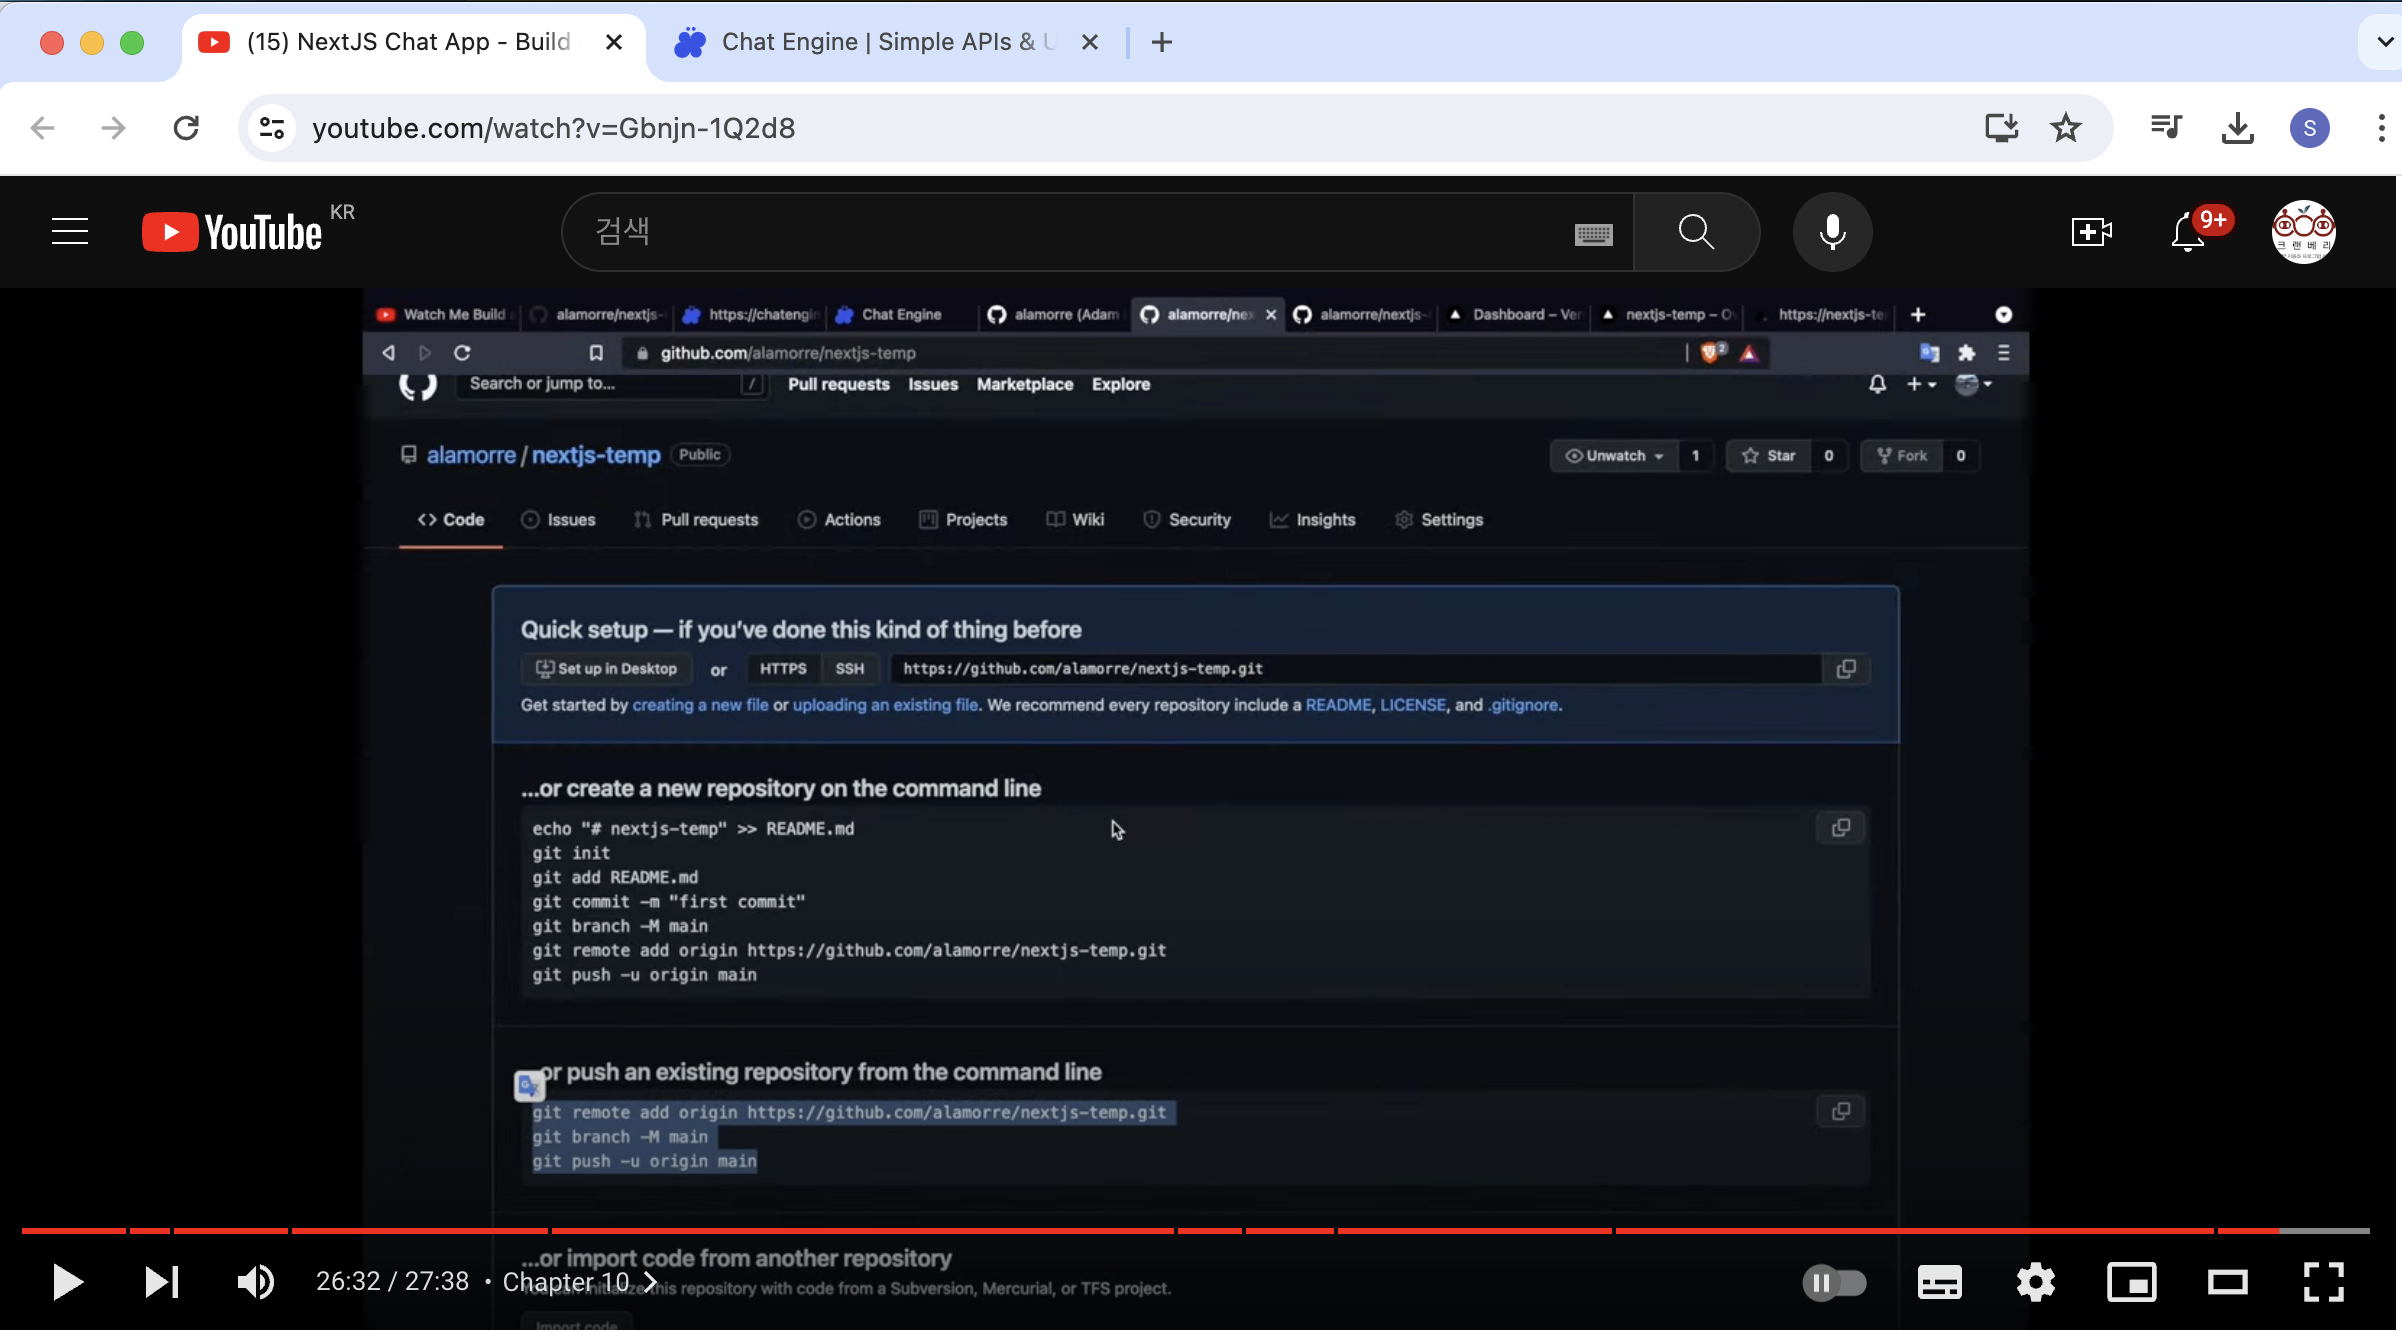 (15) NextJS Chat App - Build
Chat Engine | Simple APIs & U
youtube.com/watch?v=Gbnjn-1Q2d8
S
YouTube KR
검색
9+
크랜베리
Watch Me Build
alamorre/nextjs-
https://chatengin
Chat Engine
alamorre (Adam
alamorre/nex
alamorre/nextjs-
Dashboard – Ver
nextjs-temp – O
https://nextjs-te
github.com/alamorre/nextjs-temp
2
Search or jump to...
/
Pull requests
Issues
Marketplace
Explore
alamorre / nextjs-temp Public
Unwatch 1
Star 0
Fork 0
Code
Issues
Pull requests
Actions
Projects
Wiki
Security
Insights
Settings
Quick setup — if you’ve done this kind of thing before
Set up in Desktop or HTTPS SSH https://github.com/alamorre/nextjs-temp.git
Get started by creating a new file or uploading an existing file. We recommend every repository include a README, LICENSE, and .gitignore.
...or create a new repository on the command line
echo "# nextjs-temp" >> README.md
git init
git add README.md
git commit -m "first commit"
git branch -M main
git remote add origin https://github.com/alamorre/nextjs-temp.git
git push -u origin main
or push an existing repository from the command line
git remote add origin https://github.com/alamorre/nextjs-temp.git
git branch -M main
git push -u origin main
...or import code from another repository
26:32 / 27:38 • Chapter 10
this repository with code from a Subversion, Mercurial, or TFS project.
Import code